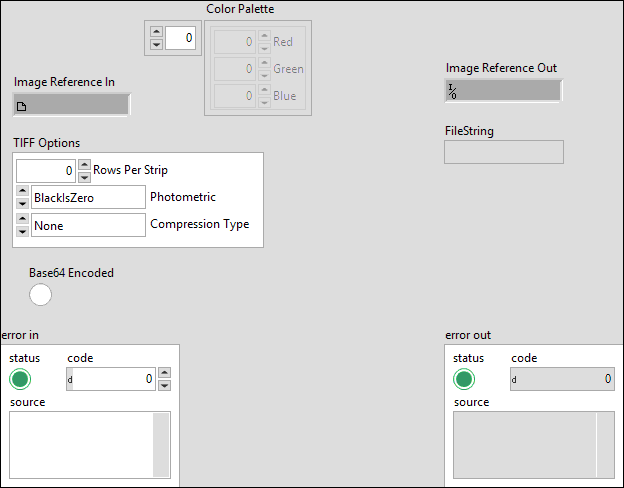 Color Palette
0
0 Red
0 Green
0 Blue
Image Reference In
Image Reference Out
I/O
TIFF Options
FileString
0 Rows Per Strip
BlackIsZero Photometric
None Compression Type
Base64 Encoded
error in
error out
status code
d 0
source
status code
d 0
source